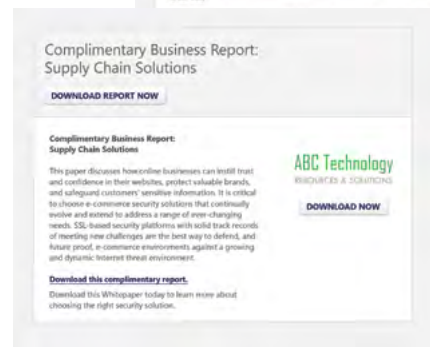 Complimentary Business Report:
Supply Chain Solutions
DOWNLOAD REPORT NOW
Complimentary Business Report:
Supply Chain Solutions
This paper discusses how online businesses can instill trust
and confidence in their websites, protect valuable brands,
and safeguard customers' sensitive information. It is critical
to choose e-commerce security solutions that continually
evolve and extend to address a range of ever-changing
needs. SSL-based security platforms with solid track records
of meeting new challenges are the best way to defend, and
future proof, e-commerce environments against a growing
and dynamic Internet threat environment.
Download this complimentary report.
Download this Whitepaper today to learn more about
choosing the right security solution.
ABC Technology
RESOURCES & SOLUTIONS
DOWNLOAD NOW